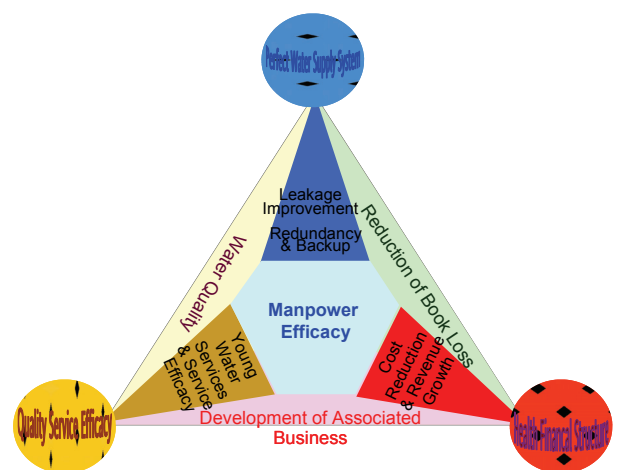 Perfect Water Supply System
Leakage
Improvement
Redundancy
& Backup
Water Quality
Reduction of Book Loss
Manpower
Efficacy
Young
Water
Services
& Service
Efficacy
Cost
Reduction
& Revenue
Growth
Quality Service Efficacy
Development of Associated
Business
Health-Financal Structure